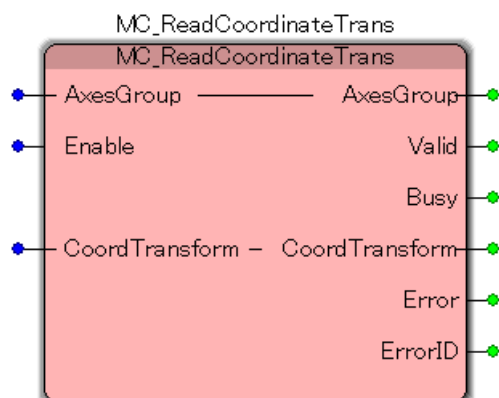 MC_ReadCoordinateTrans
MC_ReadCoordinateTrans
AxesGroup AxesGroup
Enable Valid
Busy
CoordTransform CoordTransform
Error
ErrorID